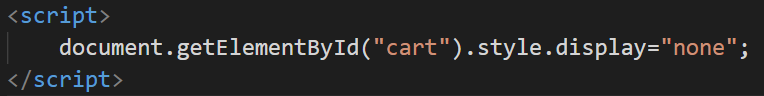 <script>
document.getElementById("cart").style.display="none";
</script>